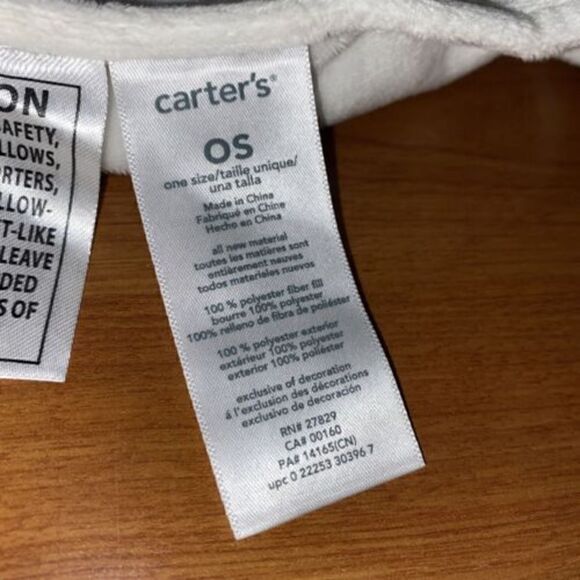 ON
SAFETY,
LLOWS,
RTERS,
LLOW-
T-LIKE
LEAVE
DED
S OF
carter's®
OS
one size/taille unique/
una talla
Made in China
Fabriqué en Chine
Hecho en China
all new material
toutes les matières sont
entièrement neuves
todos materiales nuevos
100 % polyester fiber fill
bourre 100% polyester
100% relleno de fibra de poliéster
100 % polyester exterior
extérieur 100% polyester
exterior 100% poliéster
exclusive of decoration
á l'exclusion des décorations
exclusivo de decoración
RN# 27829
CA# 00160
PA# 14165(CN)
upc 0 22253 30396 7